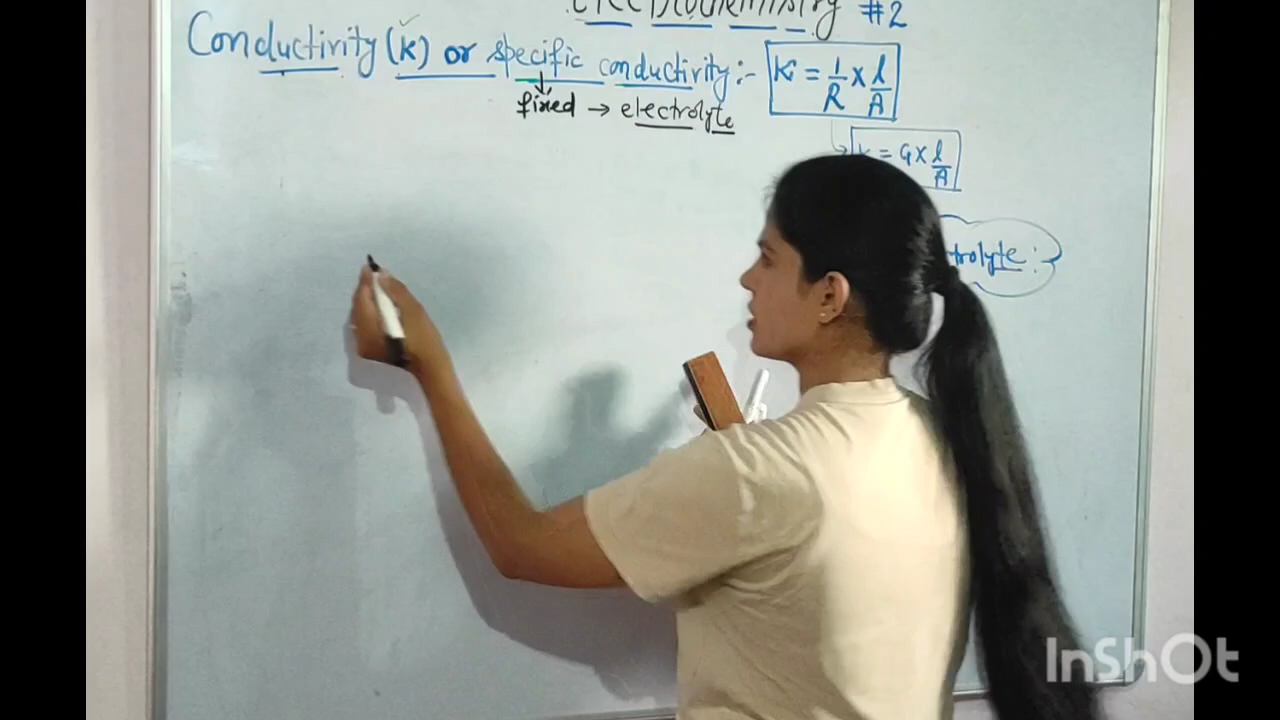 Electrochemistry #2
Conductivity (K) or specific conductivity :- K = 1/R × l/A
fixed → electrolyte
= G × l/A
trolyte :-
InShOt